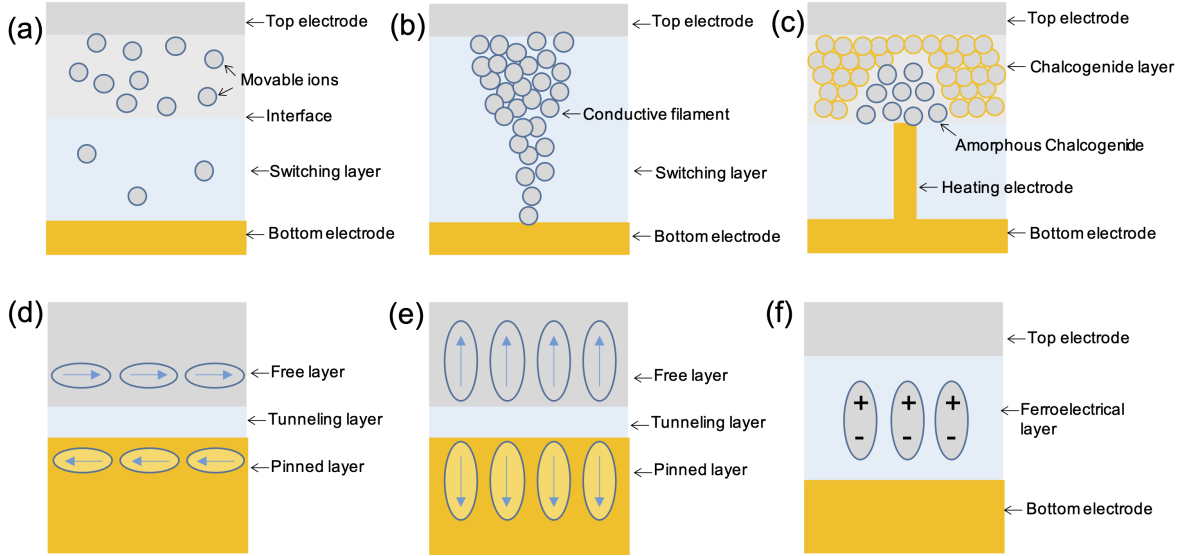 (a)
Top electrode
Movable ions
Interface
Switching layer
Bottom electrode
(b)
Top electrode
Conductive filament
Switching layer
Bottom electrode
(c)
Top electrode
Chalcogenide layer
Amorphous Chalcogenide
Heating electrode
Bottom electrode
(d)
Free layer
Tunneling layer
Pinned layer
(e)
Free layer
Tunneling layer
Pinned layer
(f)
Top electrode
+ + +
- - -
Ferroelectrical
layer
Bottom electrode